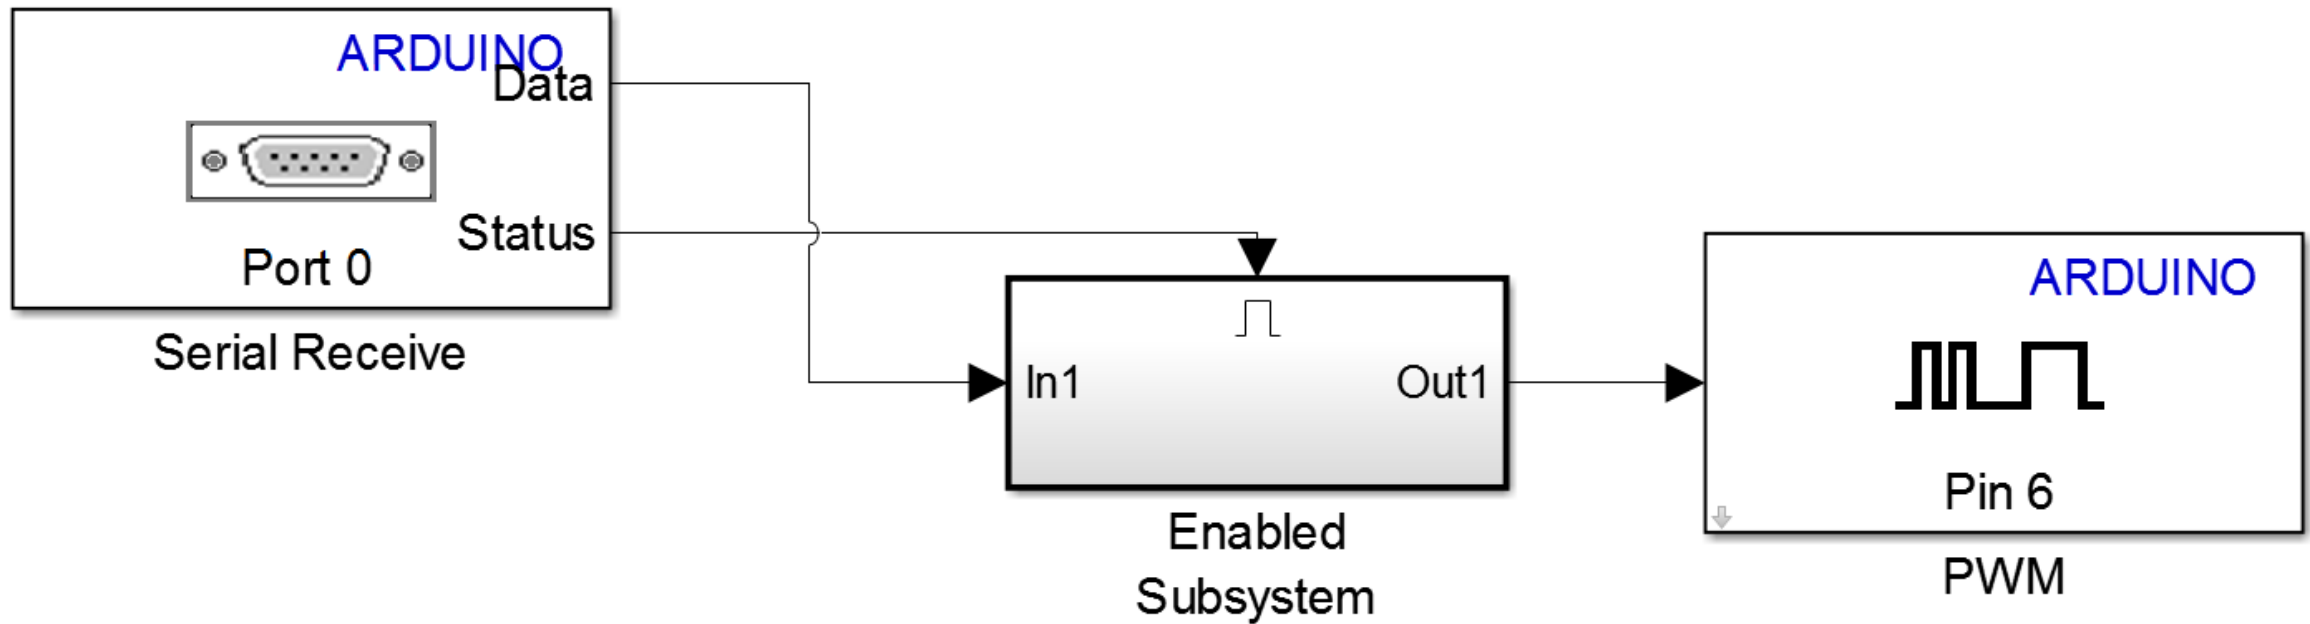 ARDUINO
Data
Status
Port 0
Serial Receive
In1
Out1
Enabled
Subsystem
ARDUINO
Pin 6
PWM